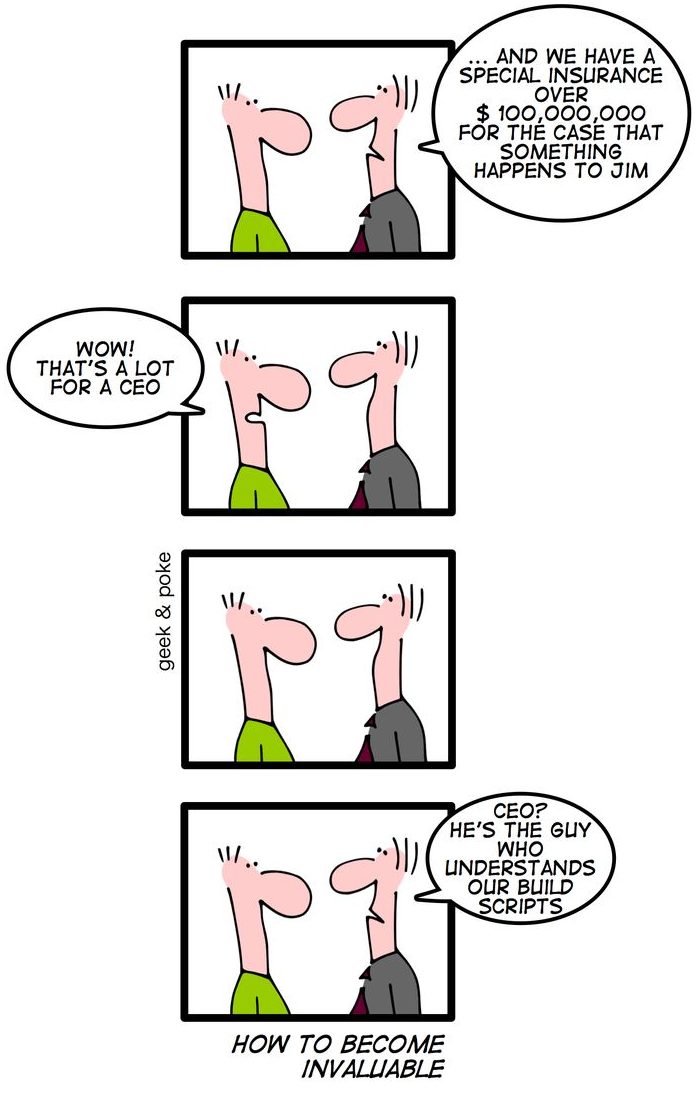 ... AND WE HAVE A
SPECIAL INSURANCE
OVER
$ 100,000,000
FOR THE CASE THAT
SOMETHING
HAPPENS TO JIM
WOW!
THAT'S A LOT
FOR A CEO
geek & poke
CEO?
HE'S THE GUY
WHO
UNDERSTANDS
OUR BUILD
SCRIPTS
HOW TO BECOME
INVALUABLE